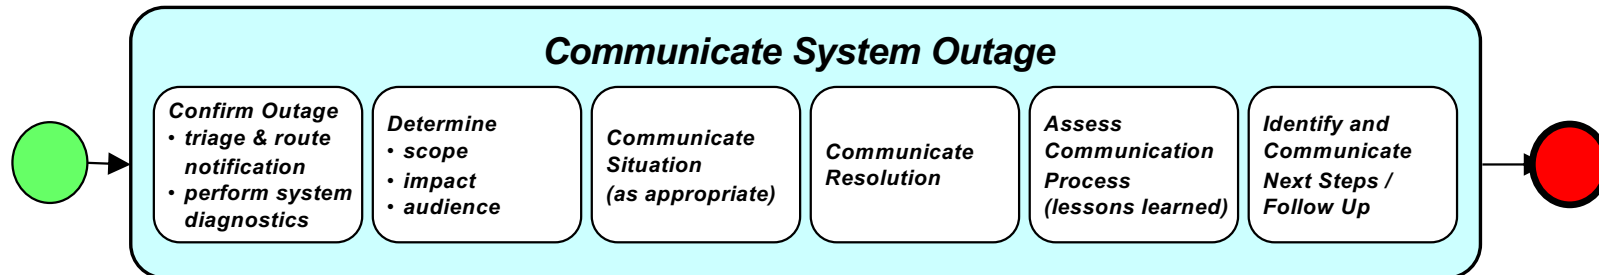 Communicate System Outage
Confirm Outage
• triage & route
notification
• perform system
diagnostics
Determine
• scope
• impact
• audience
Communicate
Situation
(as appropriate)
Communicate
Resolution
Assess
Communication
Process
(lessons learned)
Identify and
Communicate
Next Steps /
Follow Up